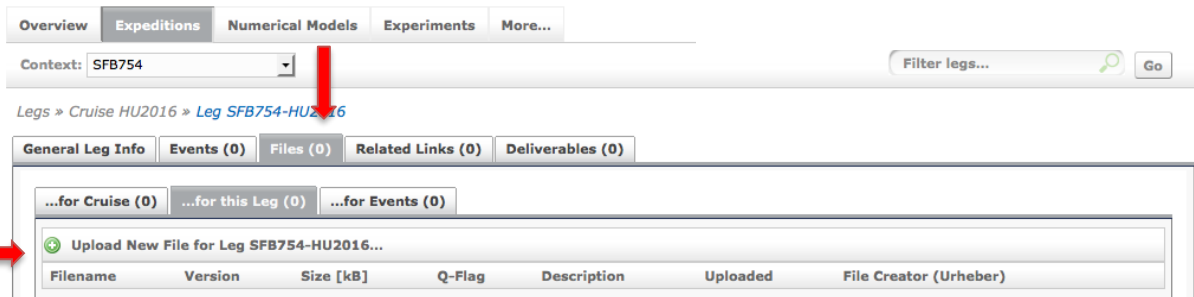 Overview Expeditions Numerical Models Experiments More...
Context: SFB754 Filter legs... Go
Legs » Cruise HU2016 » Leg SFB754-HU2016
General Leg Info Events (0) Files (0) Related Links (0) Deliverables (0)
...for Cruise (0) ...for this Leg (0) ...for Events (0)
Upload New File for Leg SFB754-HU2016...
Filename Version Size [kB] Q-Flag Description Uploaded File Creator (Urheber)